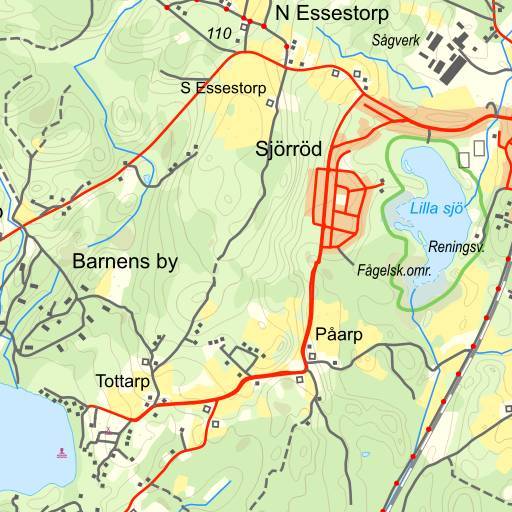 N Essestorp
110
Sågverk
S Essestorp
Sjörröd
Lilla sjö
Reningsv.
Barnens by
Fågelsk.omr.
Påarp
Tottarp